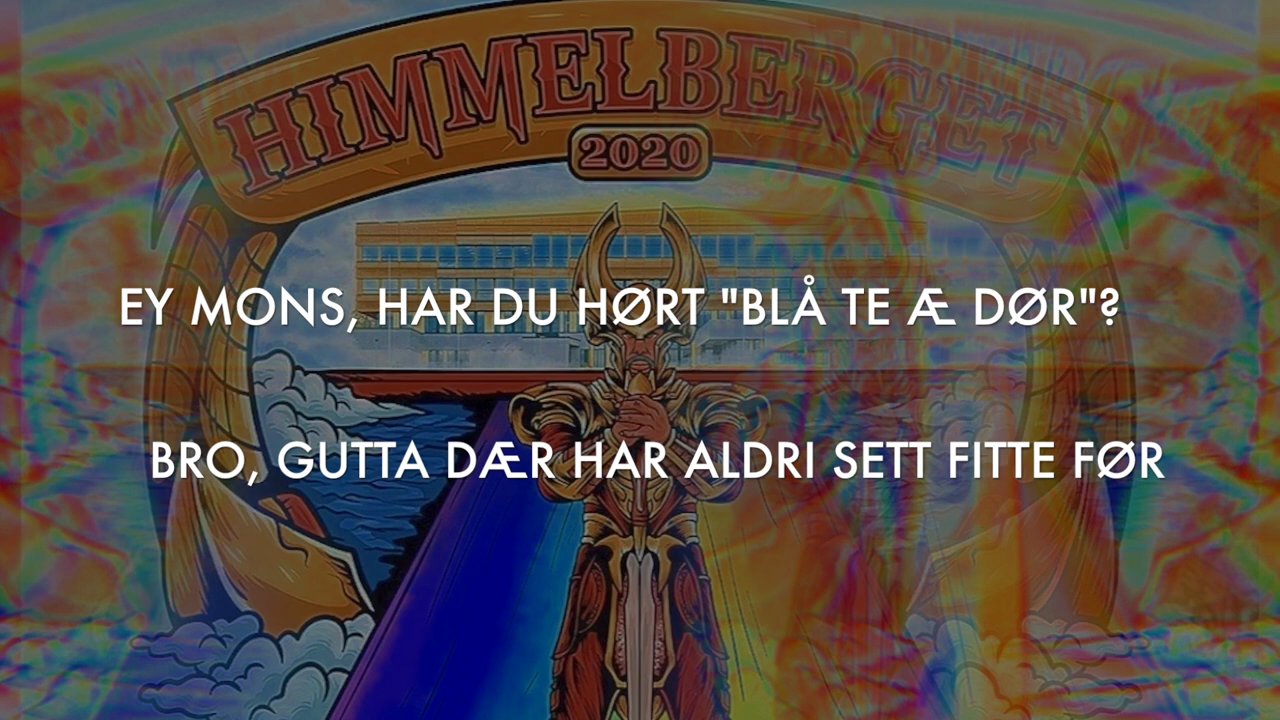 HIMMELBERGET
2020
EY MONS, HAR DU HØRT "BLÅ TE Æ DØR"?
BRO, GUTTA DÆR HAR ALDRI SETT FITTE FØR